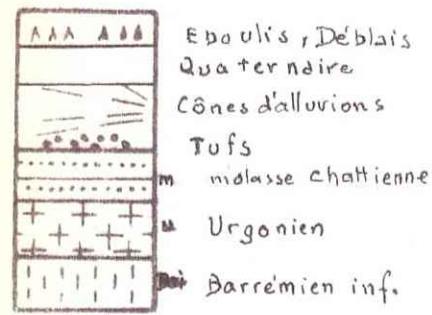 Eboulis, Déblais
Quaternaire
Cônes d'alluvions
Tufs
m molasse chattienne
u Urgonien
Barrémien inf.